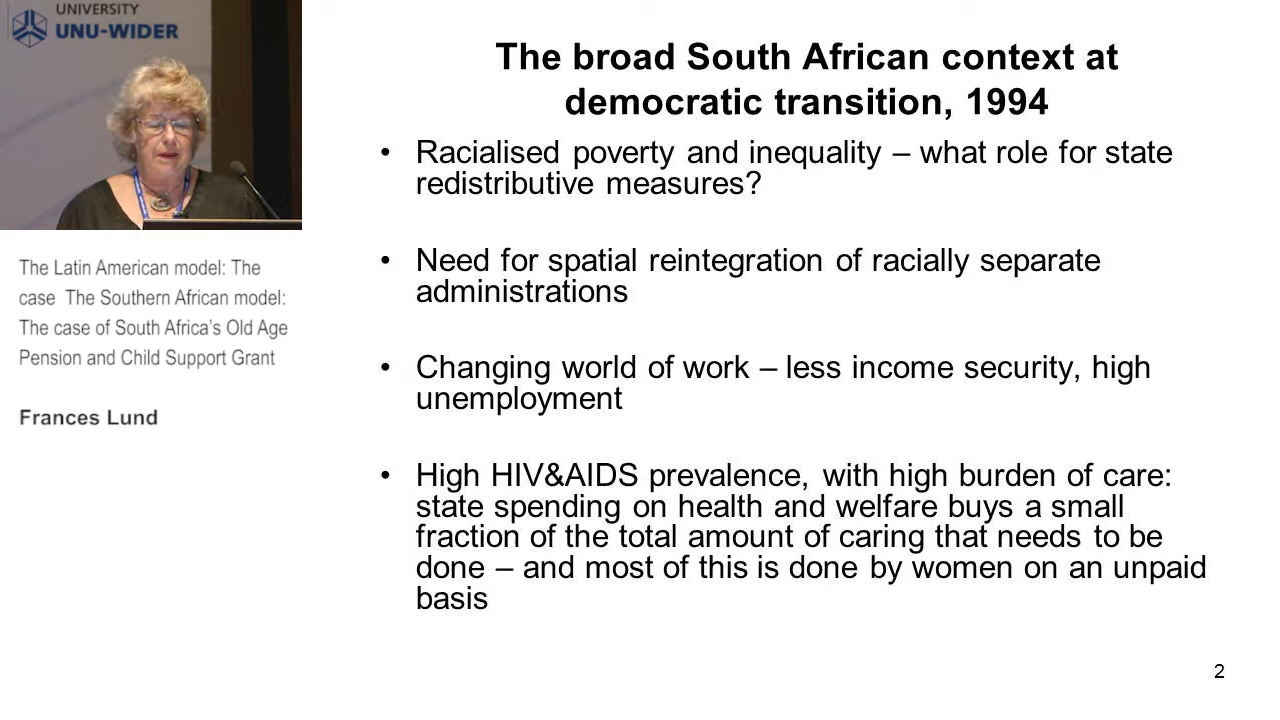 UNIVERSITY
UNU-WIDER
The Latin American model: The
case  The Southern African model:
The case of South Africa's Old Age
Pension and Child Support Grant
Frances Lund
The broad South African context at
democratic transition, 1994
• Racialised poverty and inequality – what role for state
redistributive measures?
• Need for spatial reintegration of racially separate
administrations
• Changing world of work – less income security, high
unemployment
• High HIV&AIDS prevalence, with high burden of care:
state spending on health and welfare buys a small
fraction of the total amount of caring that needs to be
done – and most of this is done by women on an unpaid
basis
2